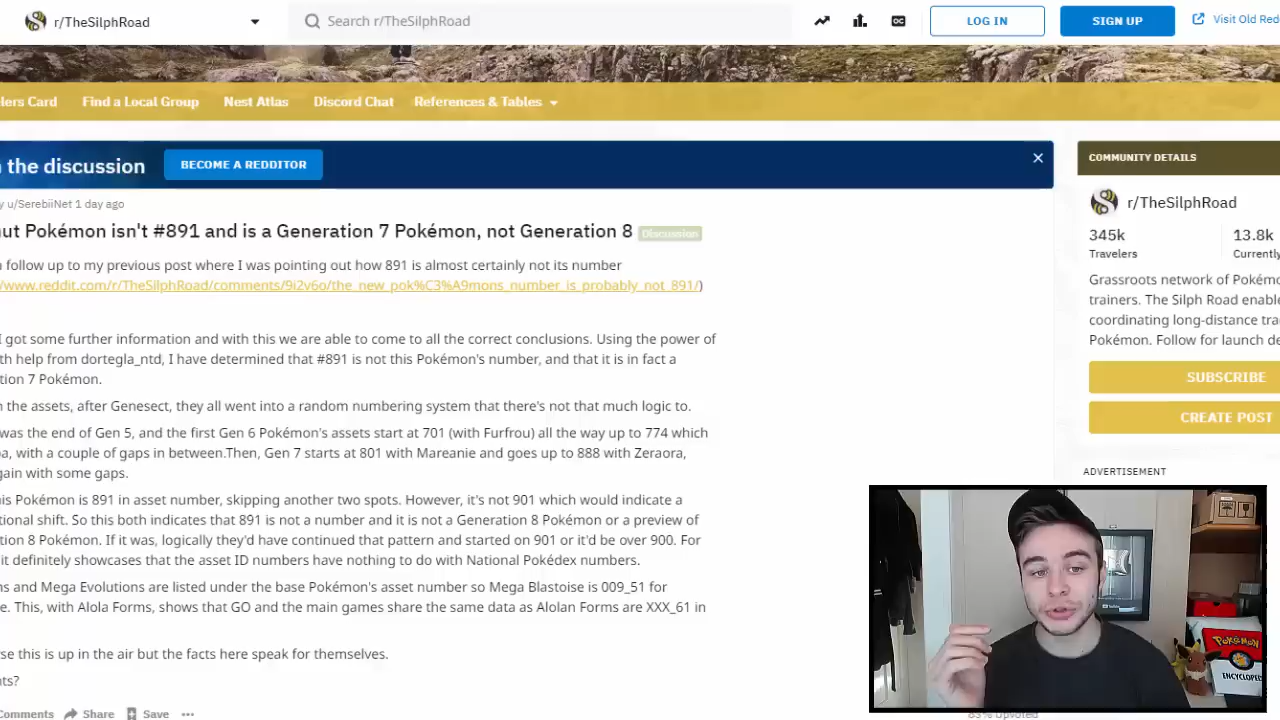 r/TheSilphRoad
Search r/TheSilphRoad
LOG IN
SIGN UP
Visit Old Red
lers Card
Find a Local Group
Nest Atlas
Discord Chat
References & Tables
the discussion
BECOME A REDDITOR
y u/SerebiiNet 1 day ago
ut Pokémon isn't #891 and is a Generation 7 Pokémon, not Generation 8
Discussion
follow up to my previous post where I was pointing out how 891 is almost certainly not its number
/www.reddit.com/r/TheSilphRoad/comments/9i2v6o/the_new_pok%C3%A9mons_number_is_probably_not_891/)
I got some further information and with this we are able to come to all the correct conclusions. Using the power of
th help from dortegla_ntd, I have determined that #891 is not this Pokémon's number, and that it is in fact a
tion 7 Pokémon.
n the assets, after Genesect, they all went into a random numbering system that there's not that much logic to.
was the end of Gen 5, and the first Gen 6 Pokémon's assets start at 701 (with Furfrou) all the way up to 774 which
a, with a couple of gaps in between.Then, Gen 7 starts at 801 with Mareanie and goes up to 888 with Zeraora,
gain with some gaps.
is Pokémon is 891 in asset number, skipping another two spots. However, it's not 901 which would indicate a
tional shift. So this both indicates that 891 is not a number and it is not a Generation 8 Pokémon or a preview of
tion 8 Pokémon. If it was, logically they'd have continued that pattern and started on 901 or it'd be over 900. For
it definitely showcases that the asset ID numbers have nothing to do with National Pokédex numbers.
ns and Mega Evolutions are listed under the base Pokémon's asset number so Mega Blastoise is 009_51 for
e. This, with Alola Forms, shows that GO and the main games share the same data as Alolan Forms are XXX_61 in
se this is up in the air but the facts here speak for themselves.
ts?
Comments
Share
Save
83% Upvoted
COMMUNITY DETAILS
r/TheSilphRoad
345k
13.8k
Travelers
Currently
Grassroots network of Pokémo
trainers. The Silph Road enable
coordinating long-distance tra
Pokémon. Follow for launch de
SUBSCRIBE
CREATE POST
ADVERTISEMENT
POKÉMON
ENCYCLOPE